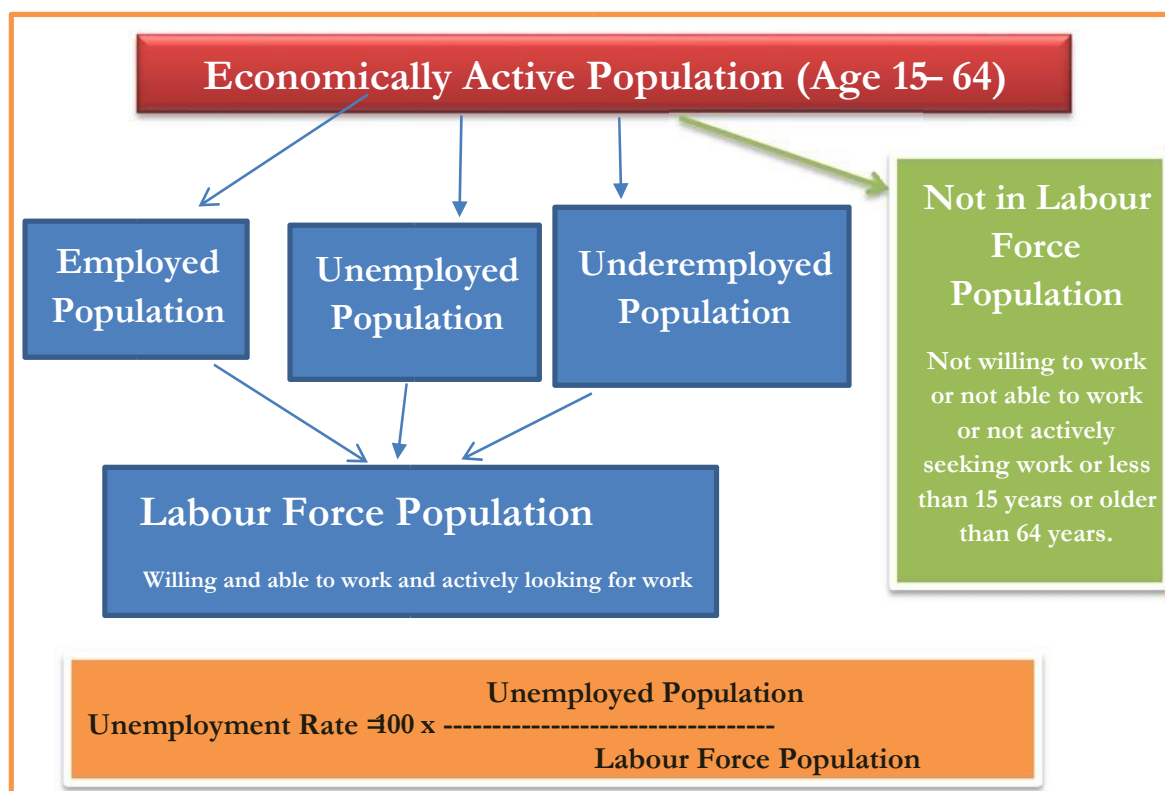 Economically Active Population (Age 15– 64)
Employed
Population
Unemployed
Population
Underemployed
Population
Not in Labour
Force
Population
Not willing to work
or not able to work
or not actively
seeking work or less
than 15 years or older
than 64 years.
Labour Force Population
Willing and able to work and actively looking for work
Unemployed Population
Unemployment Rate =100 x ----------------------------------
Labour Force Population